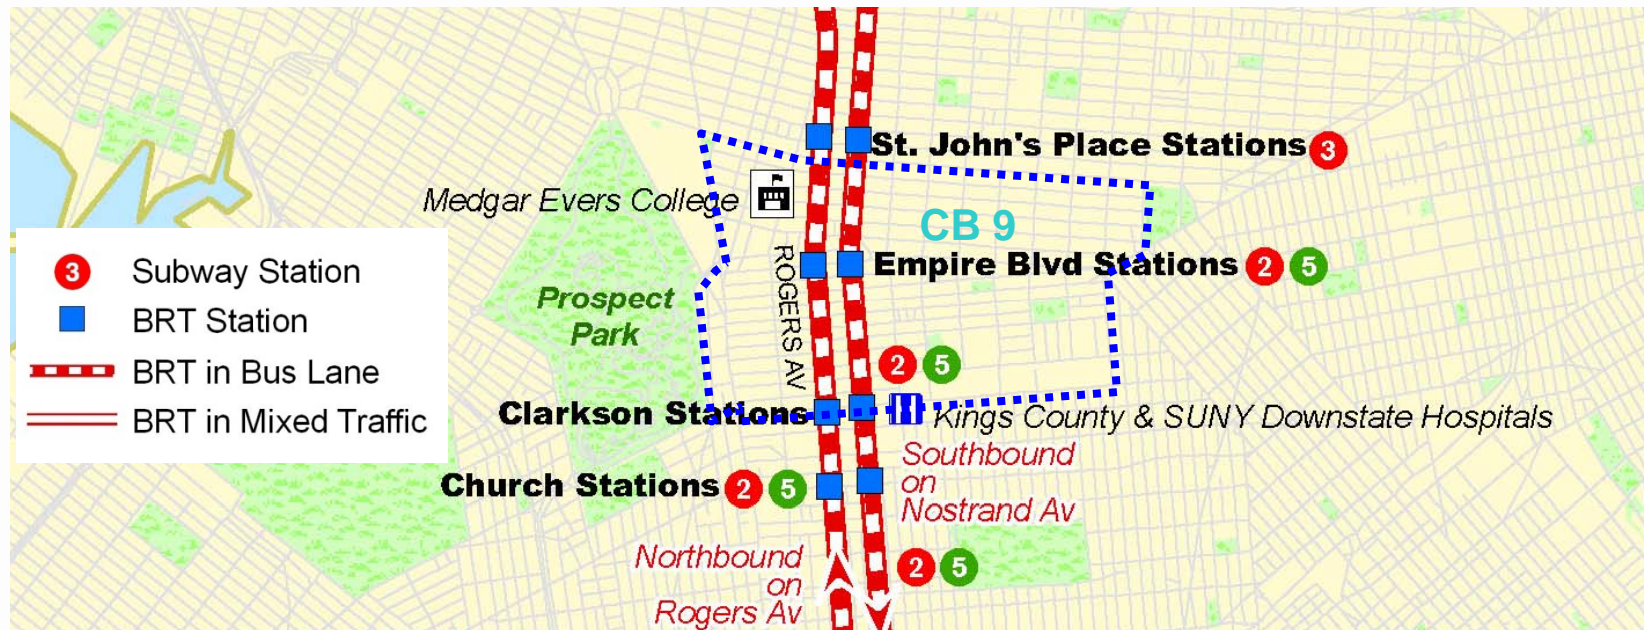 St. John's Place Stations 3
Medgar Evers College
CB 9
ROGERS AV
Empire Blvd Stations 2 5
3 Subway Station
BRT Station
BRT in Bus Lane
BRT in Mixed Traffic
Prospect
Park
2 5
Clarkson Stations
Kings County & SUNY Downstate Hospitals
Church Stations 2 5
Southbound
on
Nostrand Av
Northbound
on
Rogers Av
2 5